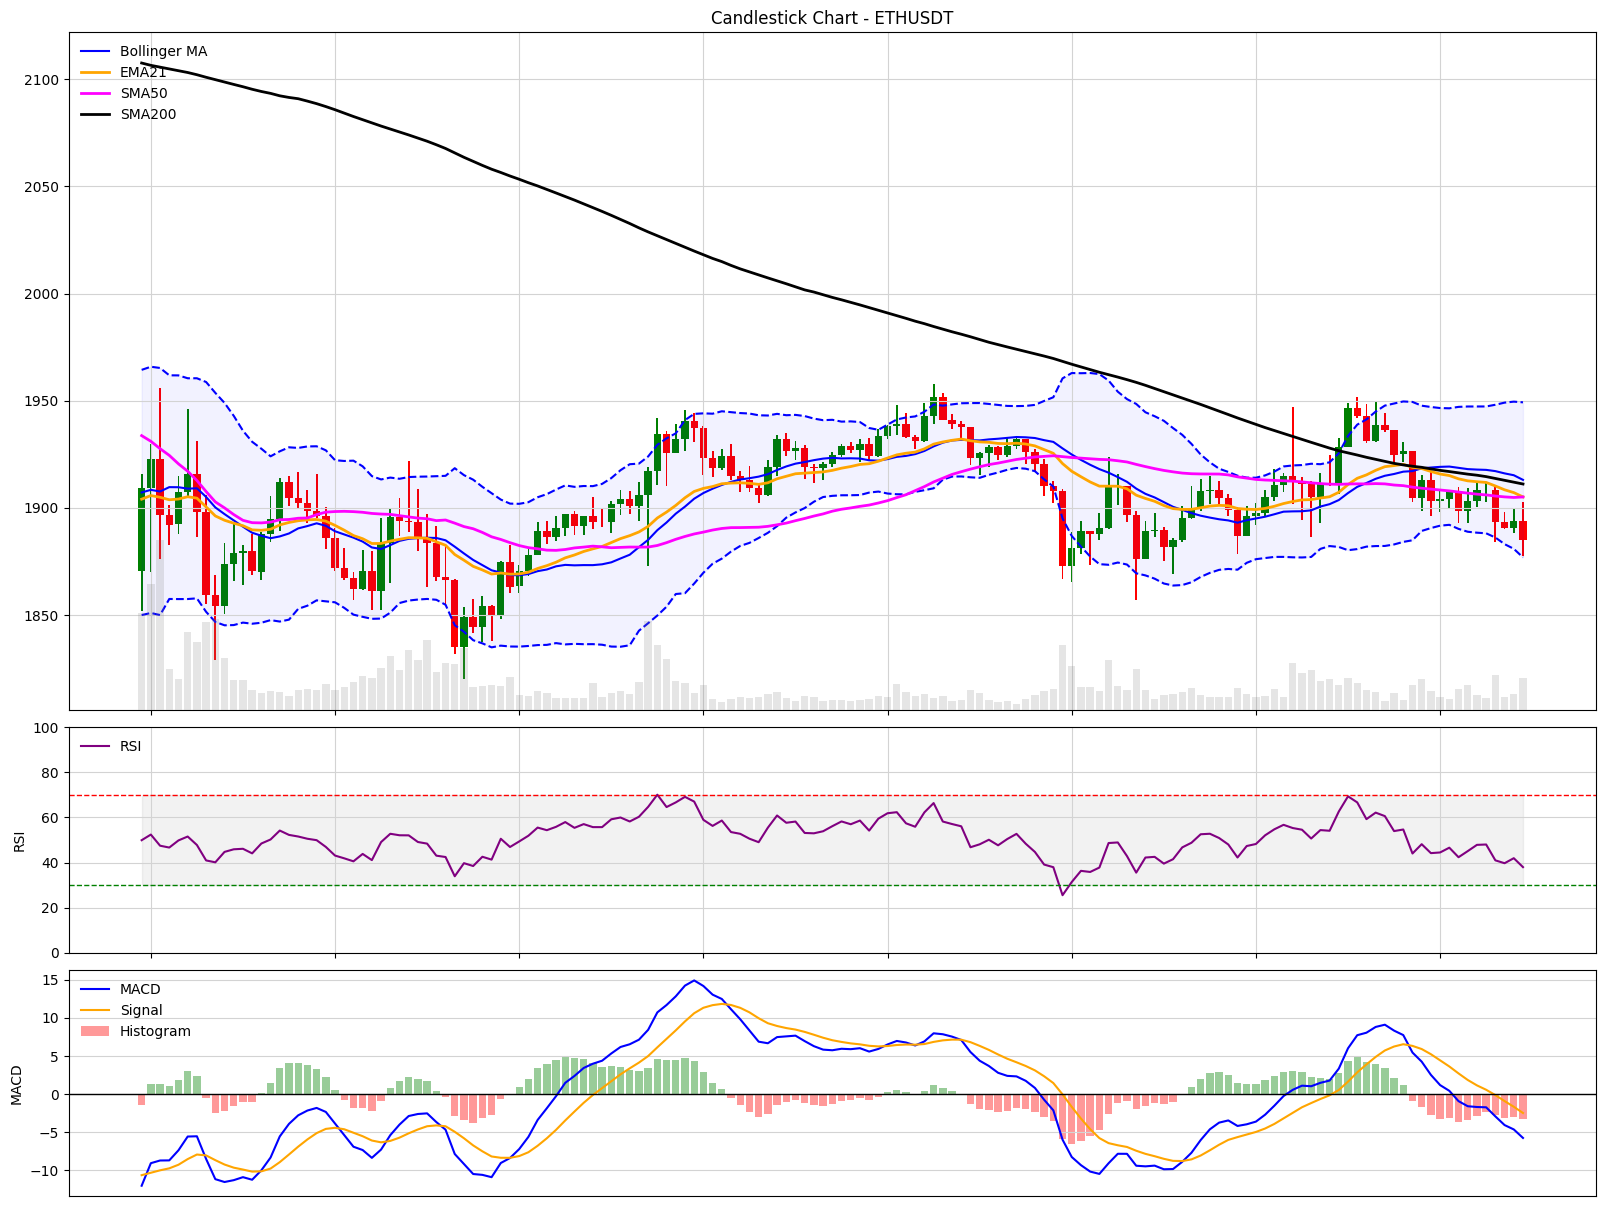 Candlestick Chart - ETHUSDT
Bollinger MA
EMA21
SMA50
SMA200
2100
2050
2000
1950
1900
1850
RSI
100
80
60
40
20
0
RSI
MACD
Signal
Histogram
15
10
5
0
−5
−10
MACD